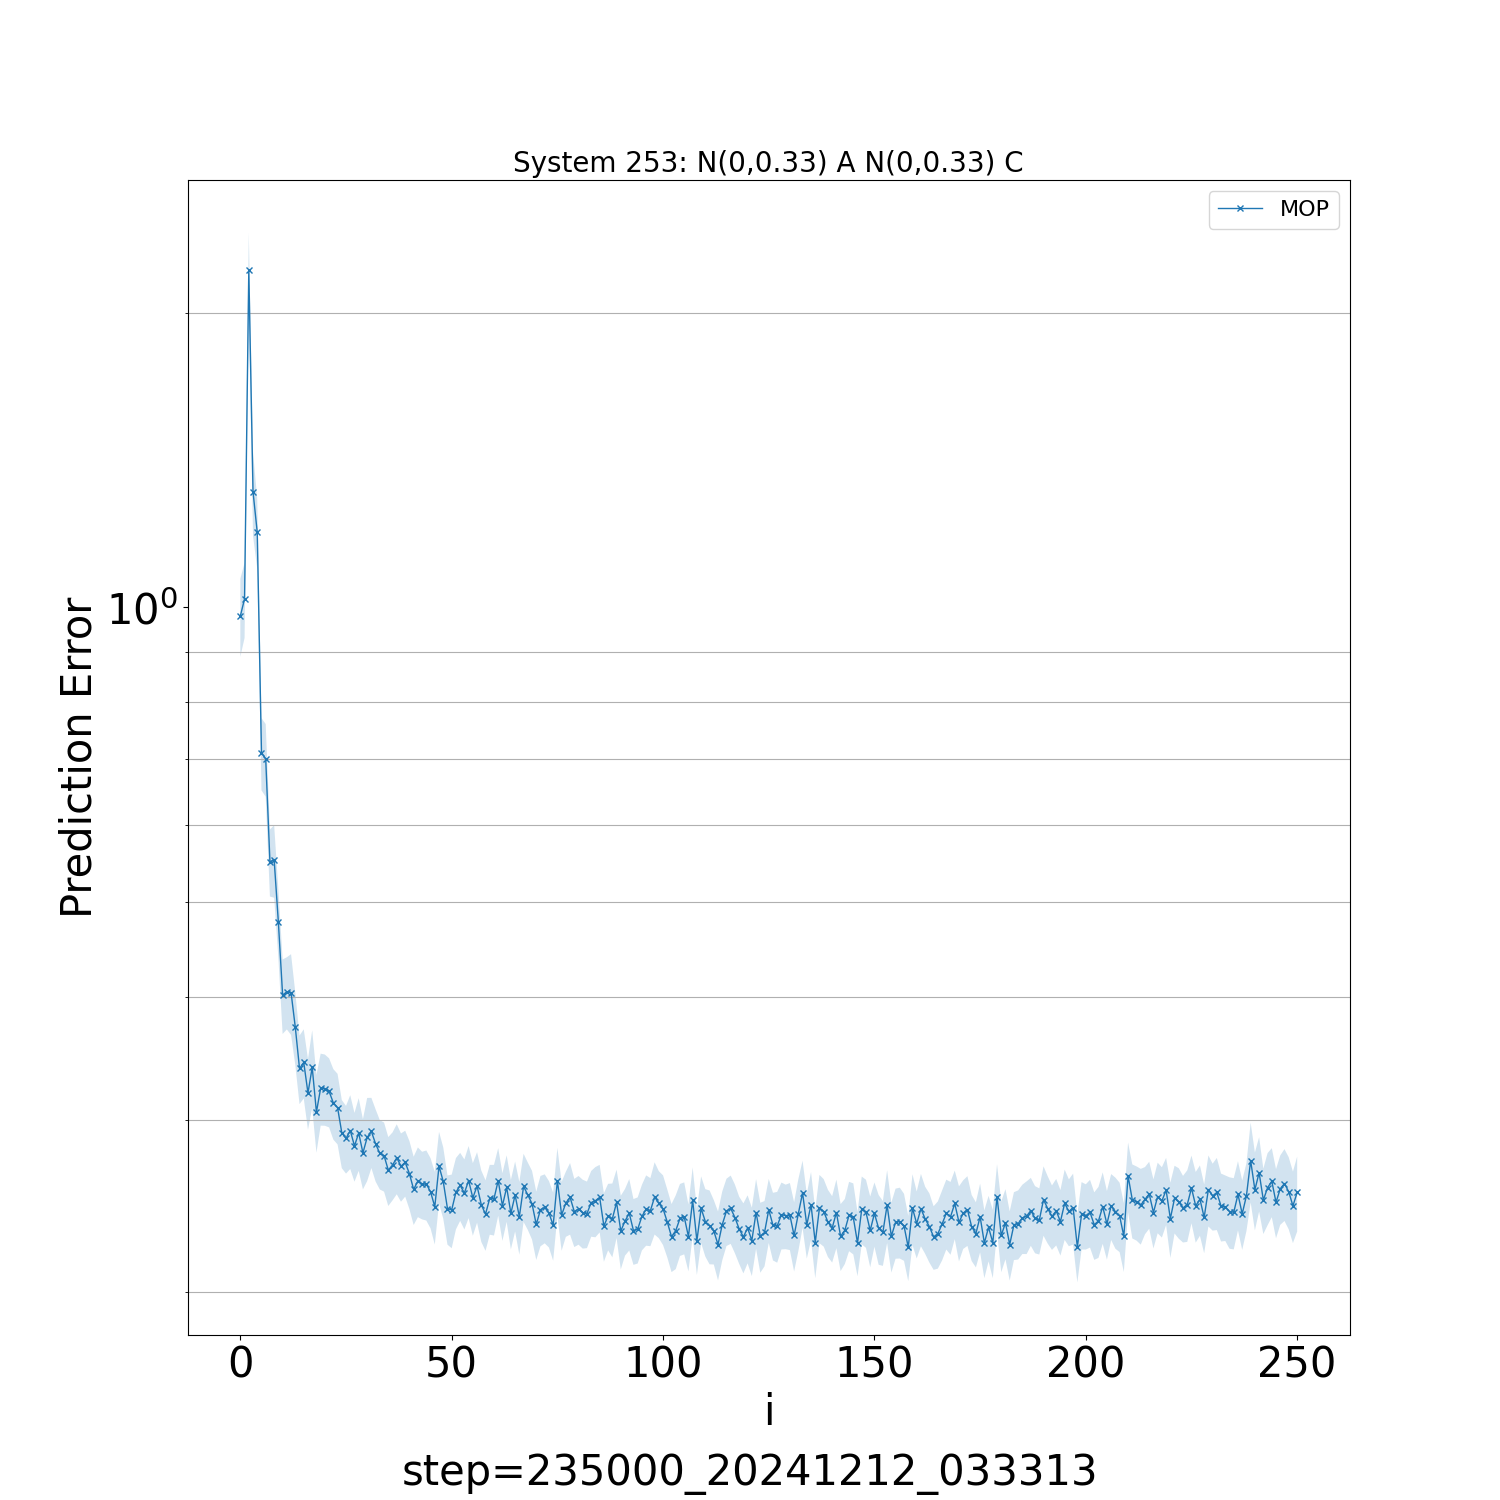 System 253: N(0,0.33) A N(0,0.33) C
MOP
Prediction Error
10⁰
0 50 100 150 200 250
i
step=235000_20241212_033313